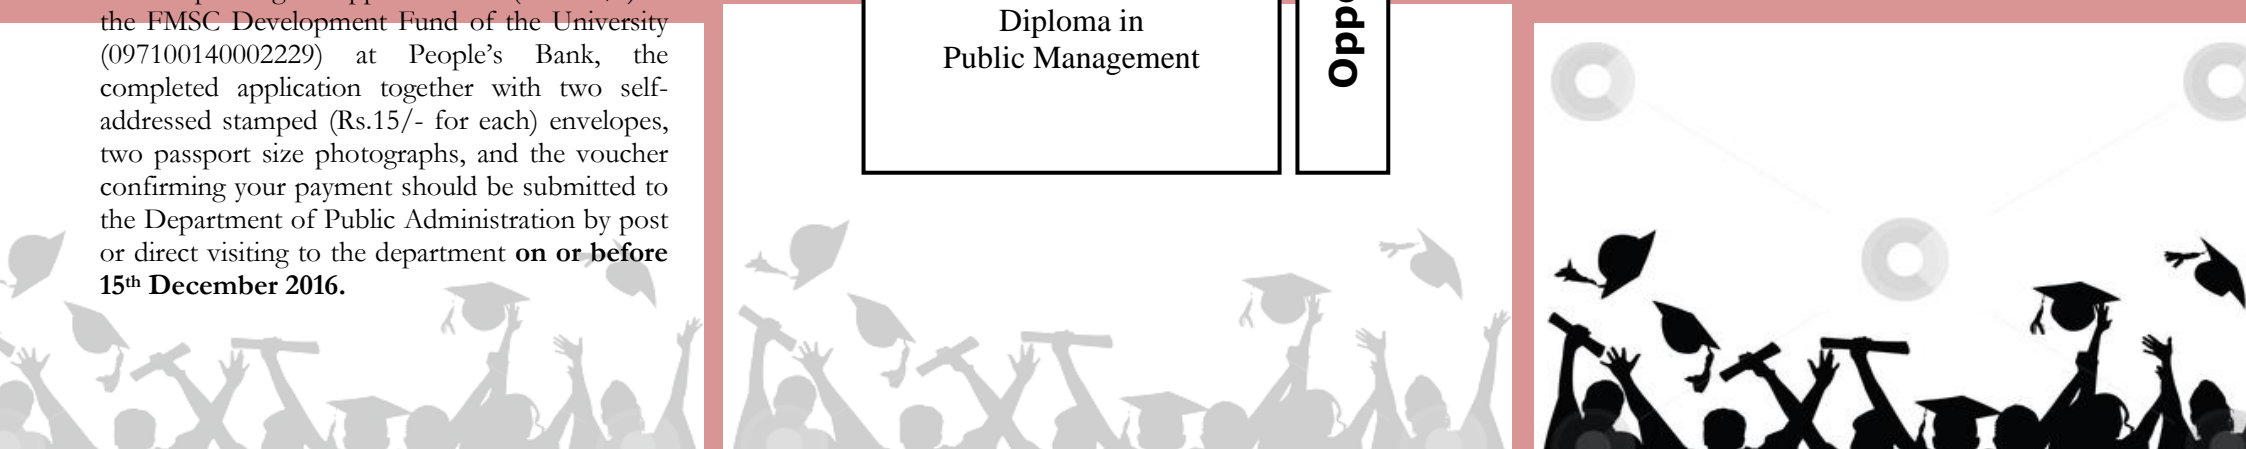 the FMSC Development Fund of the University
(097100140002229) at People’s Bank, the
completed application together with two self-
addressed stamped (Rs.15/- for each) envelopes,
two passport size photographs, and the voucher
confirming your payment should be submitted to
the Department of Public Administration by post
or direct visiting to the department on or before
15th December 2016.
Diploma in
Public Management
Oppo